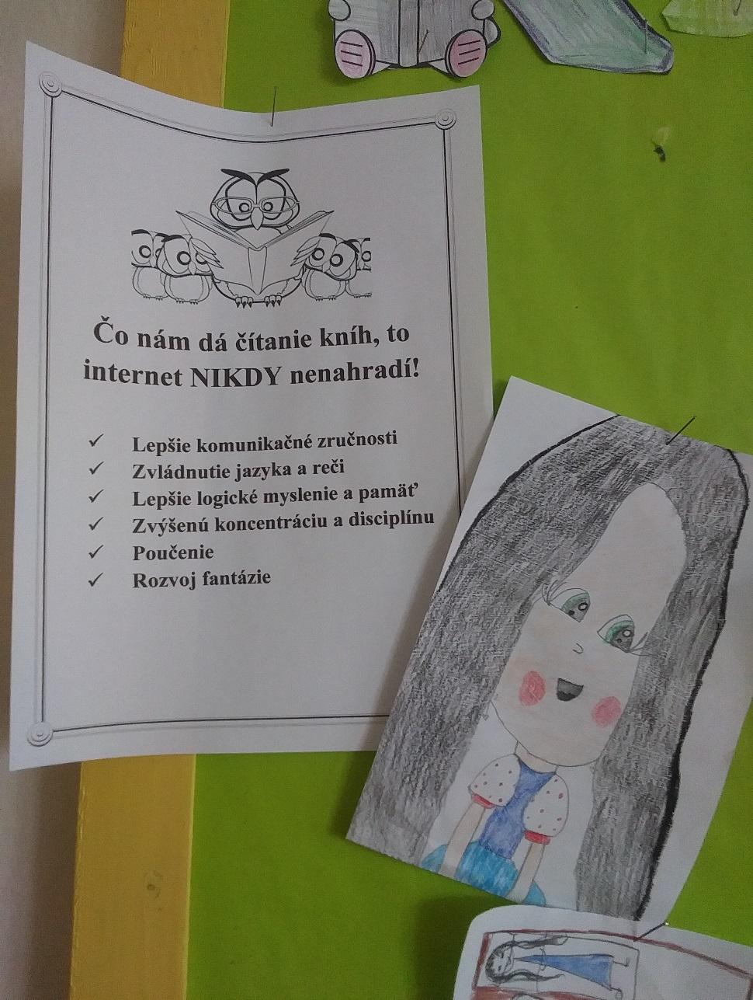 Čo nám dá čítanie kníh, to
internet NIKDY nenahradí!
✓ Lepšie komunikačné zručnosti
✓ Zvládnutie jazyka a reči
✓ Lepšie logické myslenie a pamäť
✓ Zvýšenú koncentráciu a disciplínu
✓ Poučenie
✓ Rozvoj fantázie